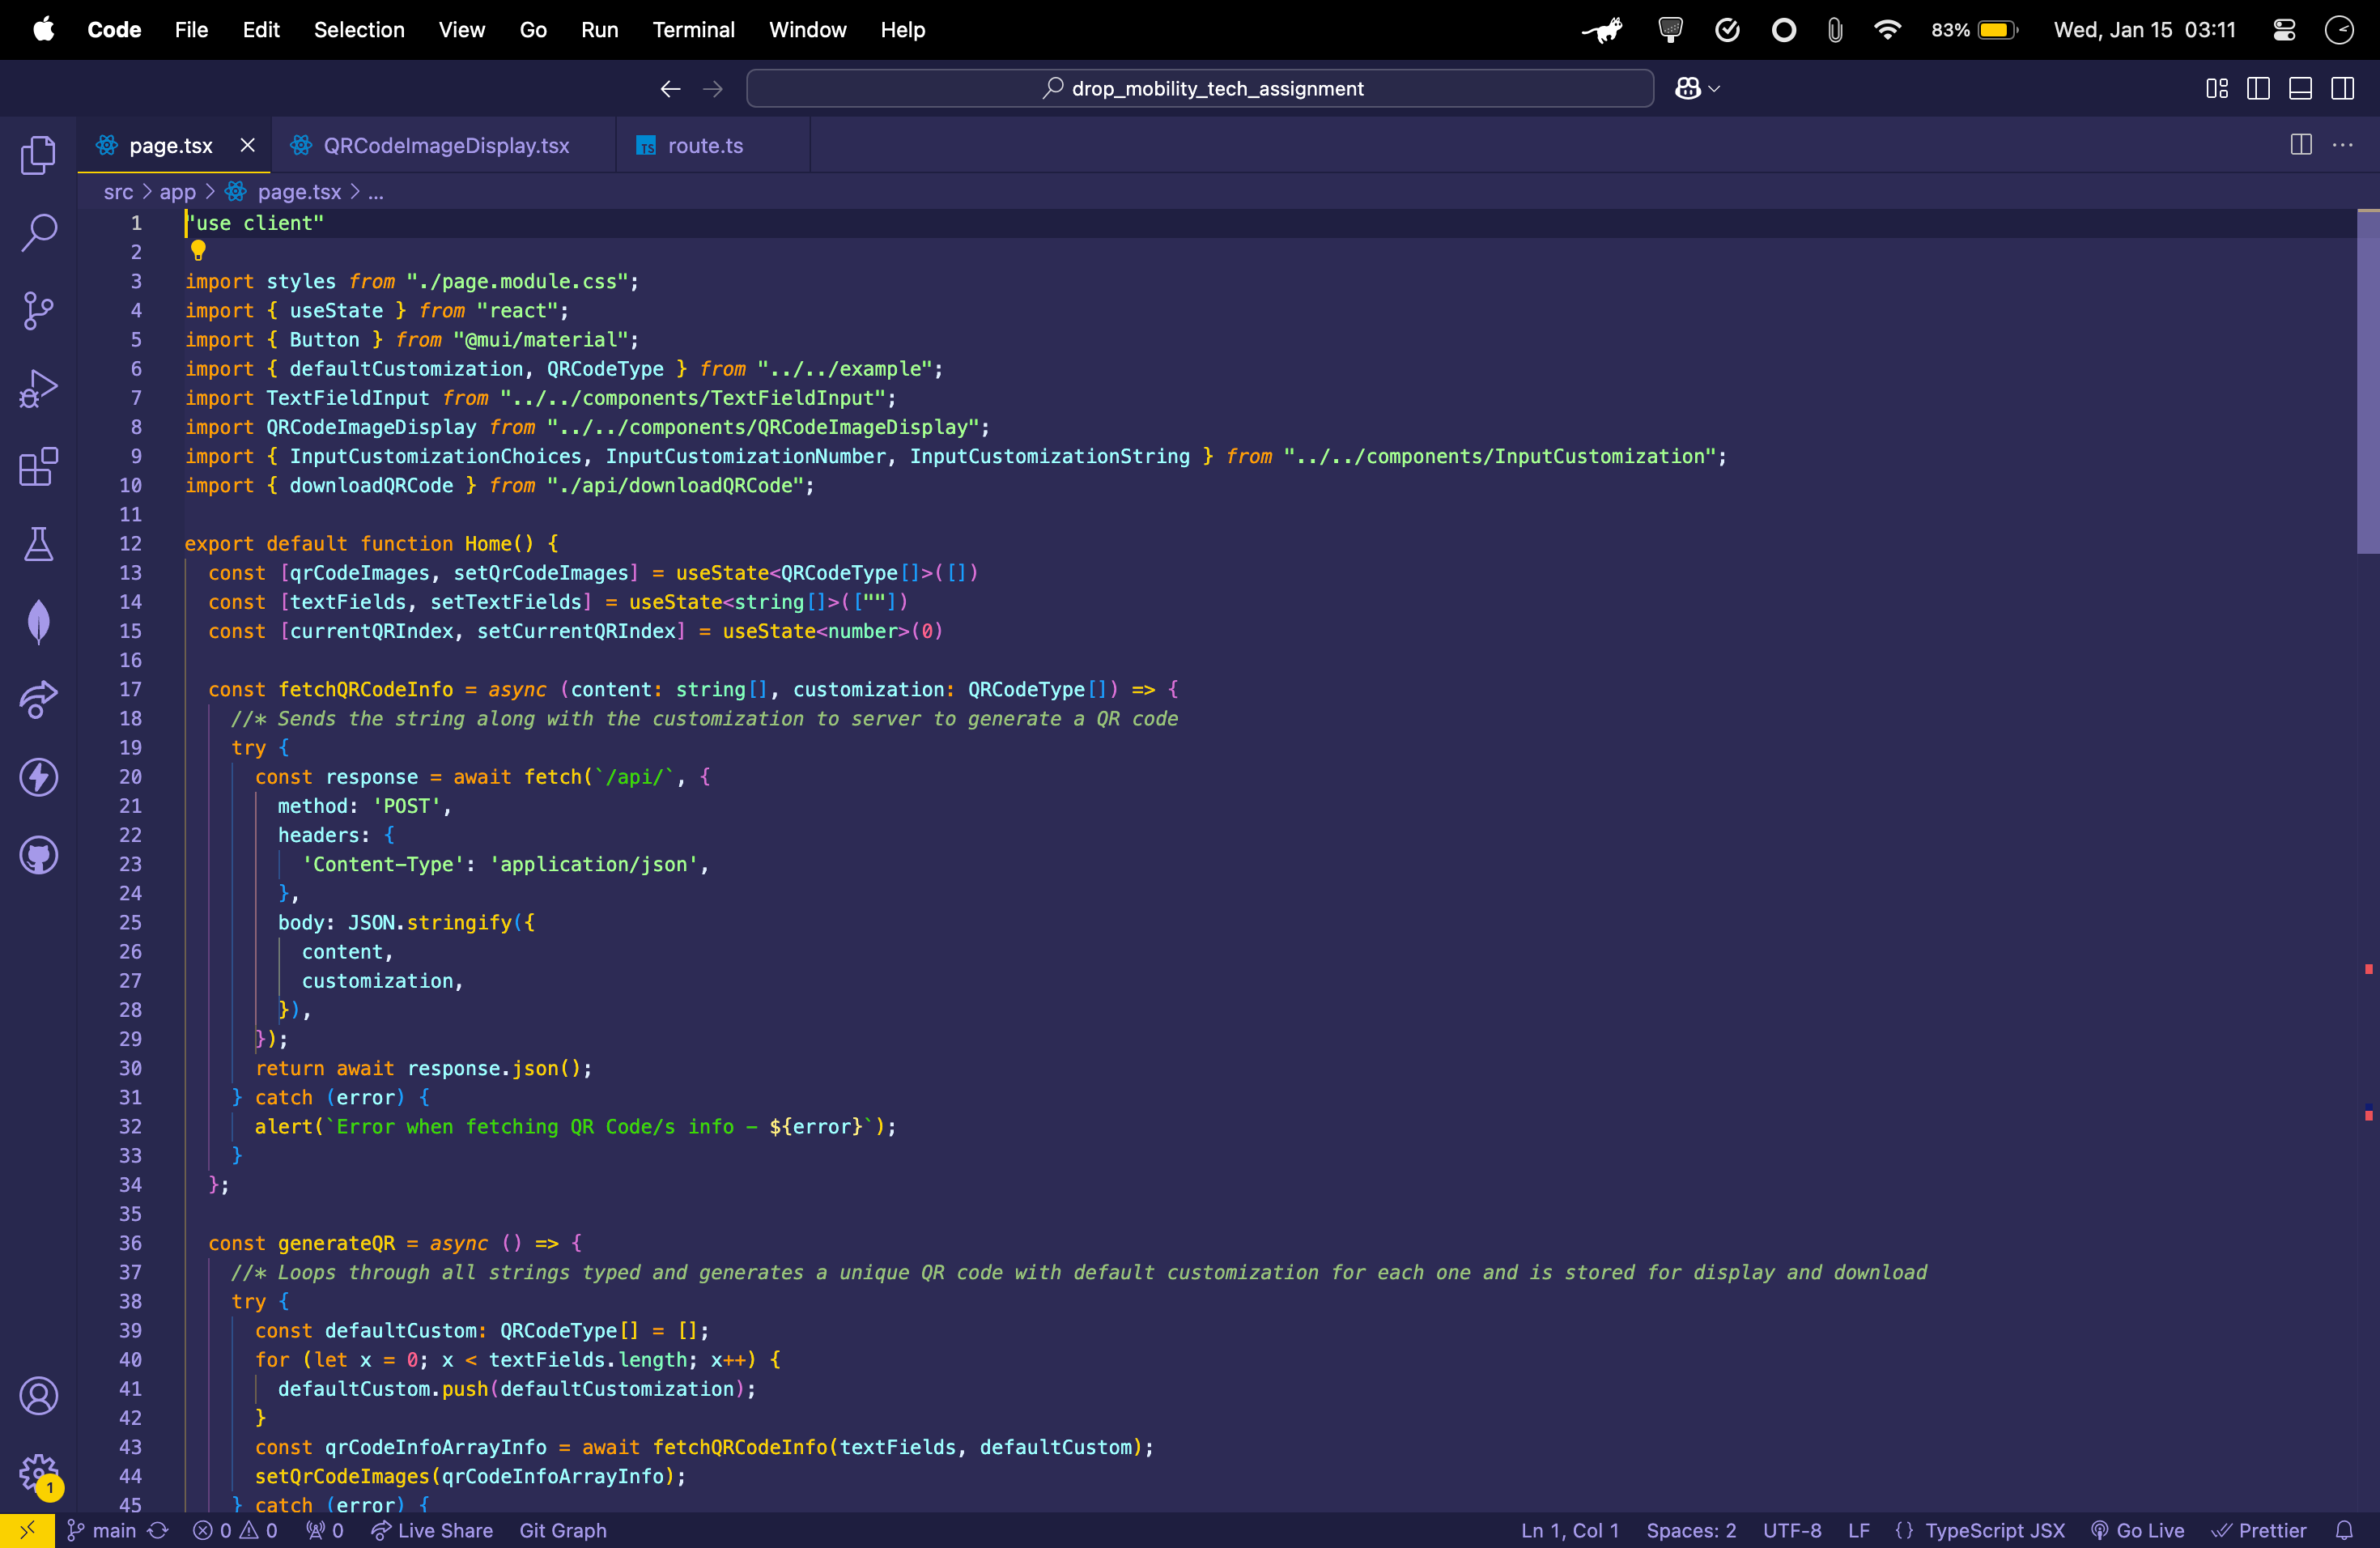 Code File Edit Selection View Go Run Terminal Window Help 83% Wed, Jan 15 03:11
drop_mobility_tech_assignment
page.tsx QRCodeImageDisplay.tsx TS route.ts
src > app > page.tsx > ...
1 "use client"
2
3 import styles from "./page.module.css";
4 import { useState } from "react";
5 import { Button } from "@mui/material";
6 import { defaultCustomization, QRCodeType } from "../../example";
7 import TextFieldInput from "../../components/TextFieldInput";
8 import QRCodeImageDisplay from "../../components/QRCodeImageDisplay";
9 import { InputCustomizationChoices, InputCustomizationNumber, InputCustomizationString } from "../../components/InputCustomization";
10 import { downloadQRCode } from "./api/downloadQRCode";
11
12 export default function Home() {
13 const [qrCodeImages, setQrCodeImages] = useState<QRCodeType[]>([])
14 const [textFields, setTextFields] = useState<string[]>([""])
15 const [currentQRIndex, setCurrentQRIndex] = useState<number>(0)
16
17 const fetchQRCodeInfo = async (content: string[], customization: QRCodeType[]) => {
18 //* Sends the string along with the customization to server to generate a QR code
19 try {
20 const response = await fetch(`/api/`, {
21 method: 'POST',
22 headers: {
23 'Content-Type': 'application/json',
24 },
25 body: JSON.stringify({
26 content,
27 customization,
28 }),
29 });
30 return await response.json();
31 } catch (error) {
32 alert(`Error when fetching QR Code/s info - ${error}`);
33 }
34 };
35
36 const generateQR = async () => {
37 //* Loops through all strings typed and generates a unique QR code with default customization for each one and is stored for display and download
38 try {
39 const defaultCustom: QRCodeType[] = [];
40 for (let x = 0; x < textFields.length; x++) {
41 defaultCustom.push(defaultCustomization);
42 }
43 const qrCodeInfoArrayInfo = await fetchQRCodeInfo(textFields, defaultCustom);
44 setQrCodeImages(qrCodeInfoArrayInfo);
45 } catch (error) {
1
main 0 0 0 Live Share Git Graph Ln 1, Col 1 Spaces: 2 UTF-8 LF {} TypeScript JSX Go Live Prettier